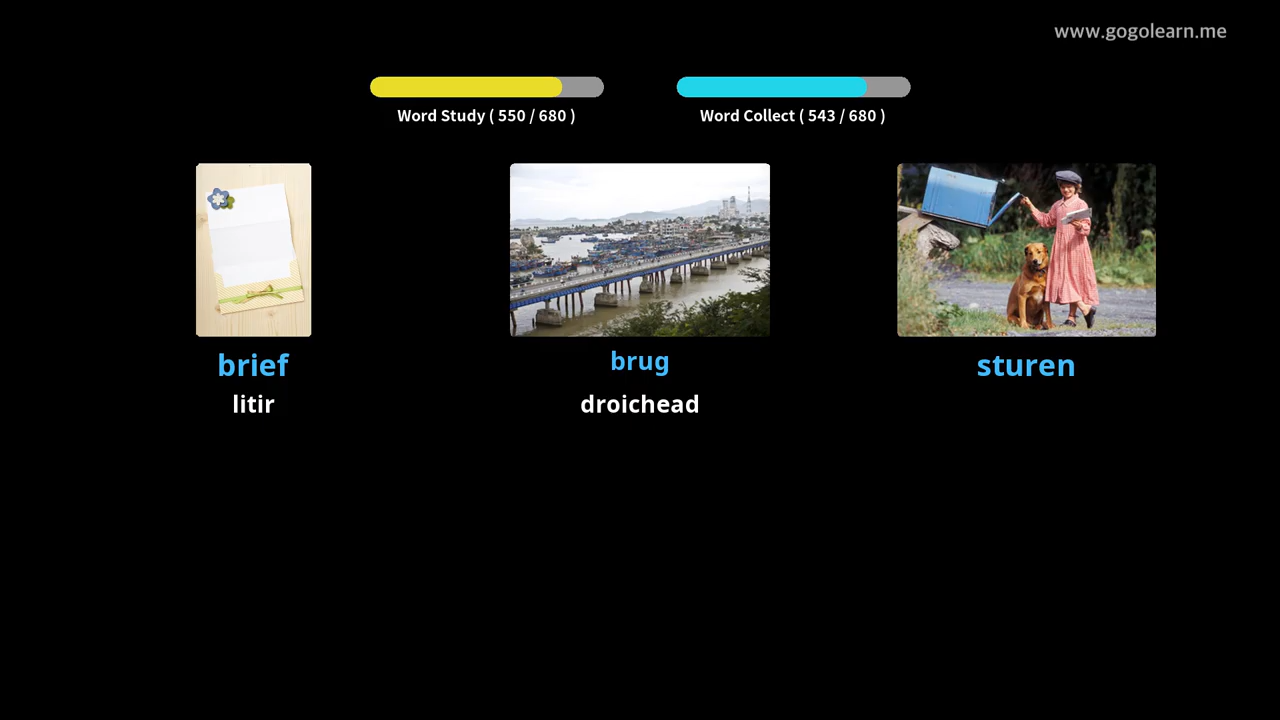 www.gogolearn.me
Word Study ( 550 / 680 )
Word Collect ( 543 / 680 )
brief
litir
brug
droichead
sturen